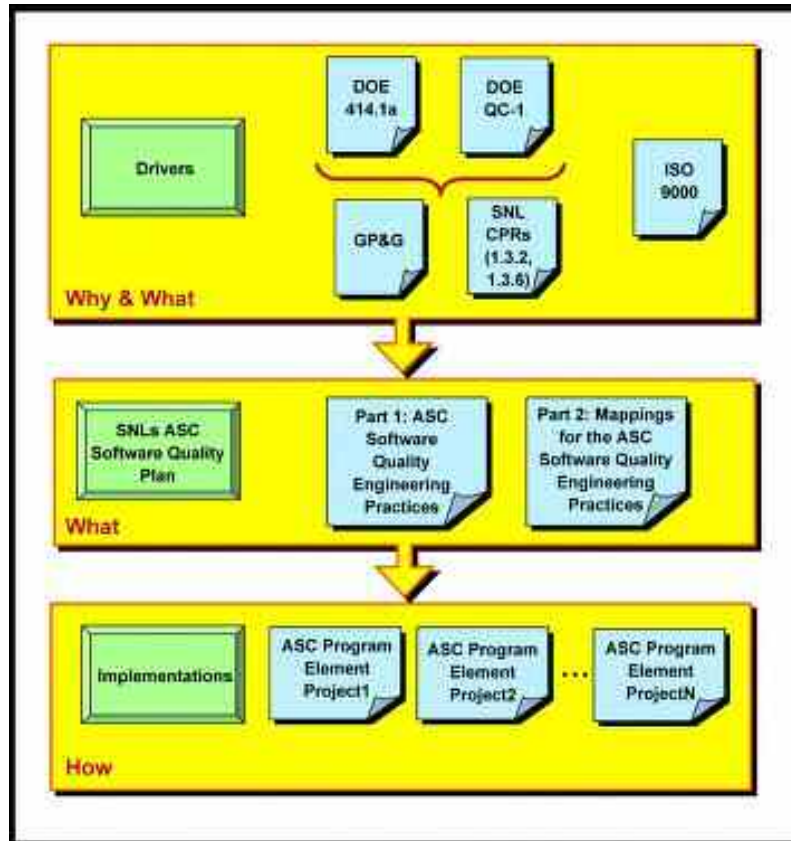 DOE
414.1a
DOE
QC-1
Drivers
ISO
9000
GP&G
SNL
CPRs
(1.3.2,
1.3.6)
Why & What
SNLs ASC
Software Quality
Plan
Part 1: ASC
Software
Quality
Engineering
Practices
Part 2: Mappings
for the ASC
Software Quality
Engineering
Practices
What
Implementations
ASC Program
Element
Project1
ASC Program
Element
Project2
...
ASC Program
Element
ProjectN
How